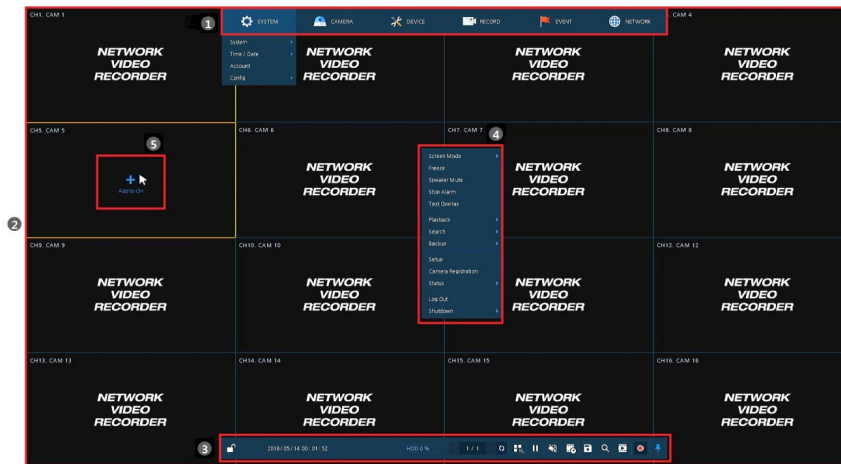 CH1. CAM 1
1
SYSTEM
CAMERA
DEVICE
RECORD
EVENT
NETWORK
CAM 4
System
Time / Date
Account
Config
NETWORK
VIDEO
RECORDER
NETWORK
VIDEO
RECORDER
NETWORK
VIDEO
RECORDER
NETWORK
VIDEO
RECORDER
CH5. CAM 5
5
CH6. CAM 6
CH7. CAM 7
4
CH8. CAM 8
Add to CH
NETWORK
VIDEO
RECORDER
Screen Mode
Freeze
Speaker Mute
Stop Alarm
Text Overlay
Playback
Search
Backup
Setup
Camera Registration
Status
Log Out
Shutdown
NETWORK
VIDEO
RECORDER
NETWORK
VIDEO
RECORDER
2
CH9. CAM 9
CH10. CAM 10
CH12. CAM 12
NETWORK
VIDEO
RECORDER
NETWORK
VIDEO
RECORDER
NETWORK
VIDEO
RECORDER
NETWORK
VIDEO
RECORDER
CH13. CAM 13
CH14. CAM 14
CH15. CAM 15
CH16. CAM 16
NETWORK
VIDEO
RECORDER
NETWORK
VIDEO
RECORDER
NETWORK
VIDEO
RECORDER
NETWORK
VIDEO
RECORDER
3
2018/05/14 00:01:52
HDD 0 %
1 / 1